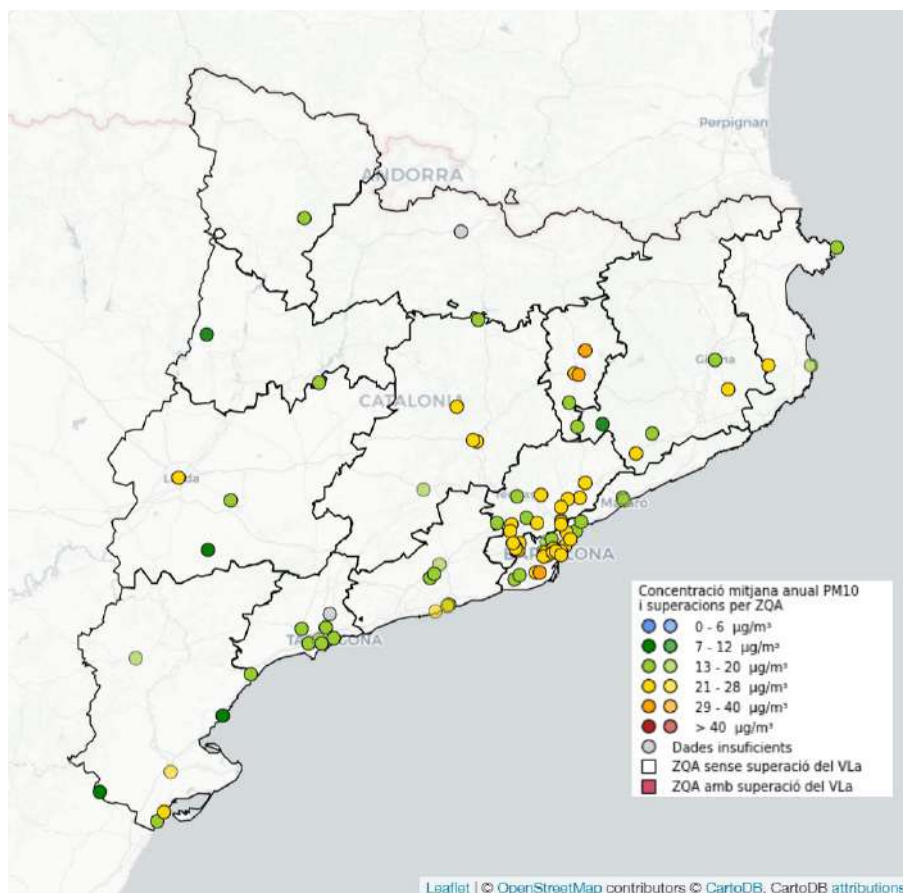 Perpignan
ANDORRA
Girona
CATALONIA
Lleida
Mataró
BARCELONA
TARRAGONA
Concentració mitjana anual PM10
i superacions per ZQA
0 - 6 µg/m³
7 - 12 µg/m³
13 - 20 µg/m³
21 - 28 µg/m³
29 - 40 µg/m³
> 40 µg/m³
Dades insuficients
ZQA sense superació del VLa
ZQA amb superació del VLa
Leaflet | © OpenStreetMap contributors © CartoDB, CartoDB attributions